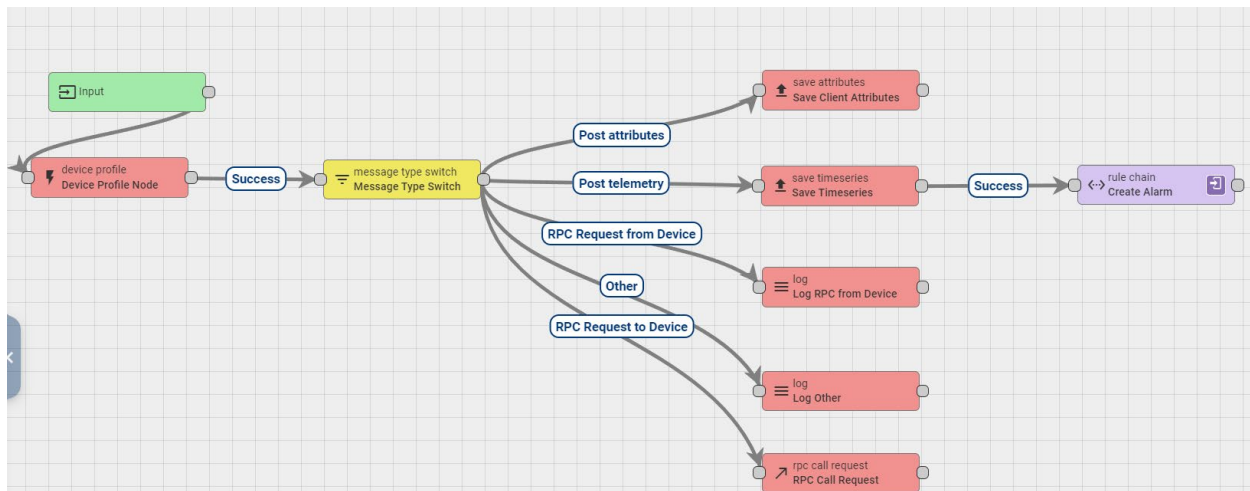 Input
device profile
Device Profile Node
Success
message type switch
Message Type Switch
Post attributes
save attributes
Save Client Attributes
Post telemetry
save timeseries
Save Timeseries
Success
rule chain
Create Alarm
RPC Request from Device
log
Log RPC from Device
Other
log
Log Other
RPC Request to Device
rpc call request
RPC Call Request